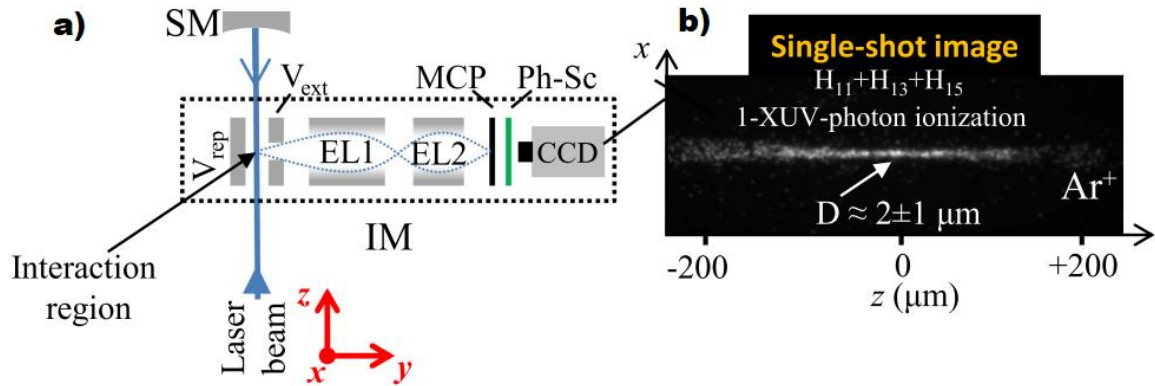 a)
SM
V_ext
V_rep
MCP
Ph-Sc
EL1
EL2
CCD
IM
Interaction
region
Laser
beam
z
x
y
b)
Single-shot image
x
H₁₁+H₁₃+H₁₅
1-XUV-photon ionization
Ar⁺
D ≈ 2±1 μm
-200
0
+200
z (μm)